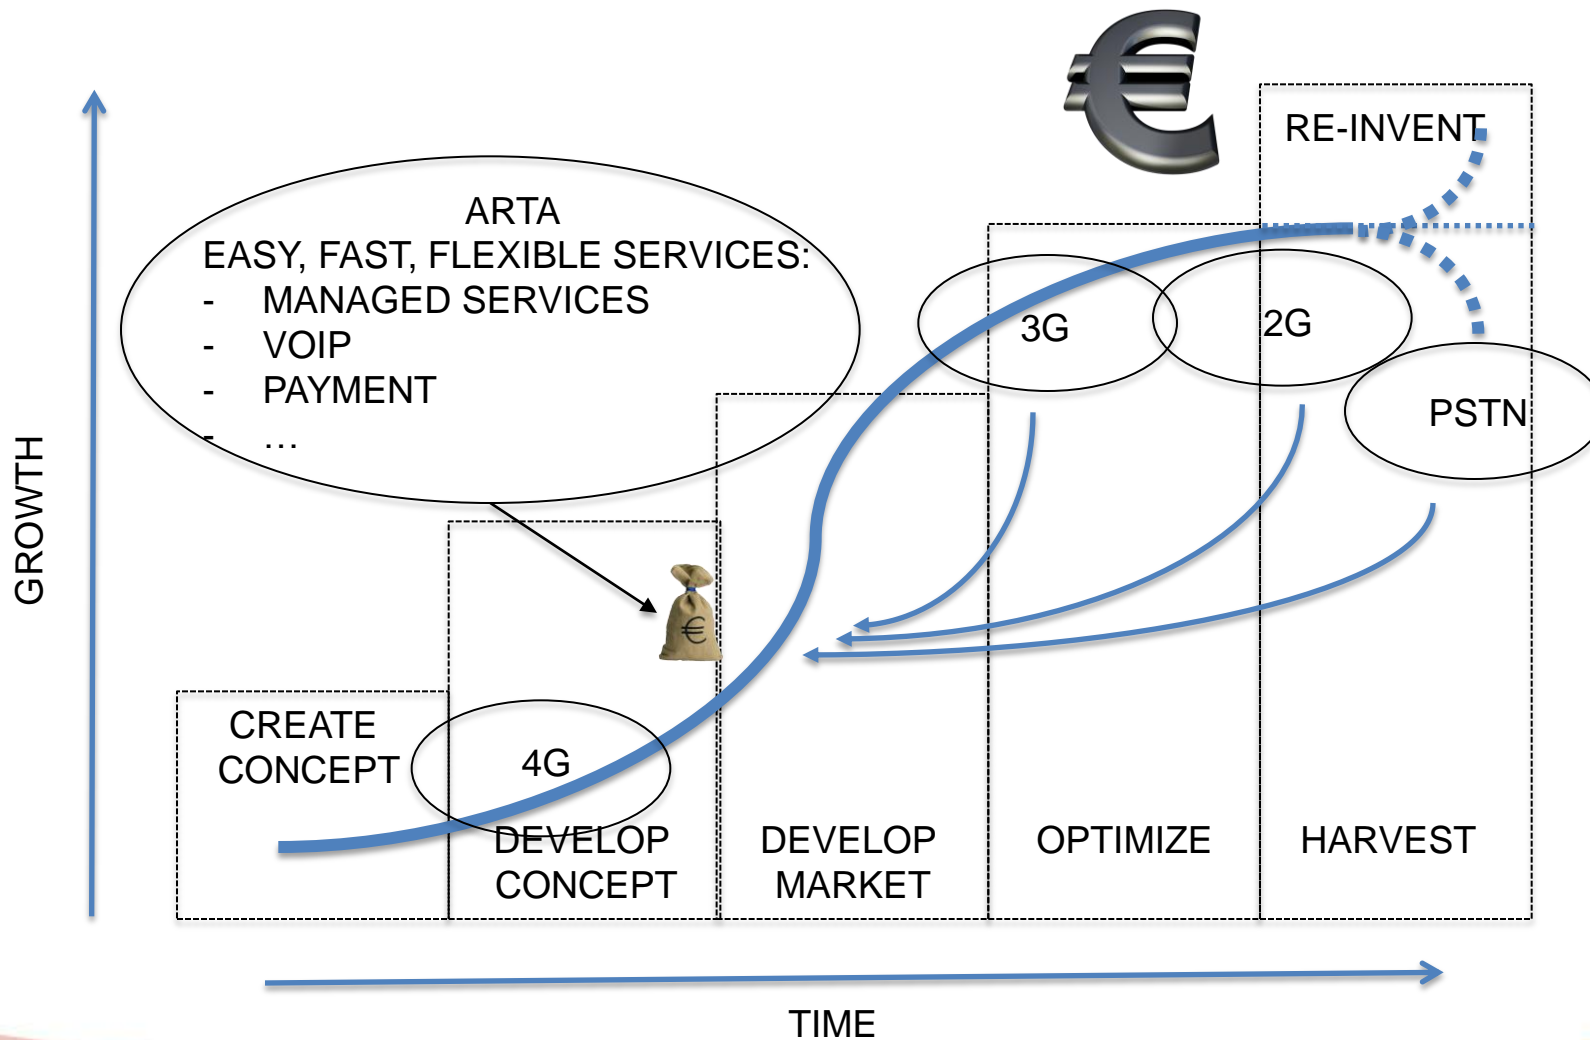 €
RE-INVENT
ARTA
EASY, FAST, FLEXIBLE SERVICES:
- MANAGED SERVICES
- VOIP
- PAYMENT
- …
3G
2G
PSTN
GROWTH
€
CREATE
CONCEPT
4G
DEVELOP
CONCEPT
DEVELOP
MARKET
OPTIMIZE
HARVEST
TIME